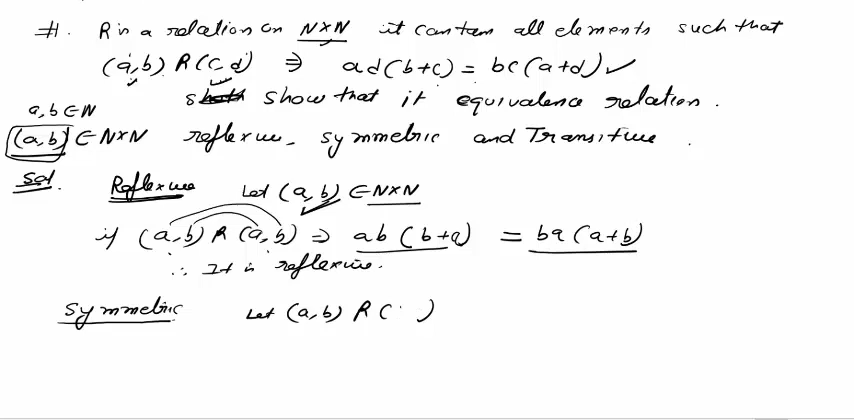 #. R is a relation on N×N it contain all elements such that
(a,b) R (c,d) ⇒ ad(b+c) = bc(a+d) ✓
show that it equivalence relation.
a,b ∈ N
(a,b) ∈ N×N reflexive, symmetric and Transitive.
Sol. Reflexive Let (a,b) ∈ N×N
if (a,b) R (a,b) ⇒ ab(b+a) = ba(a+b)
∴ It is reflexive.
Symmetric Let (a,b) R (  )